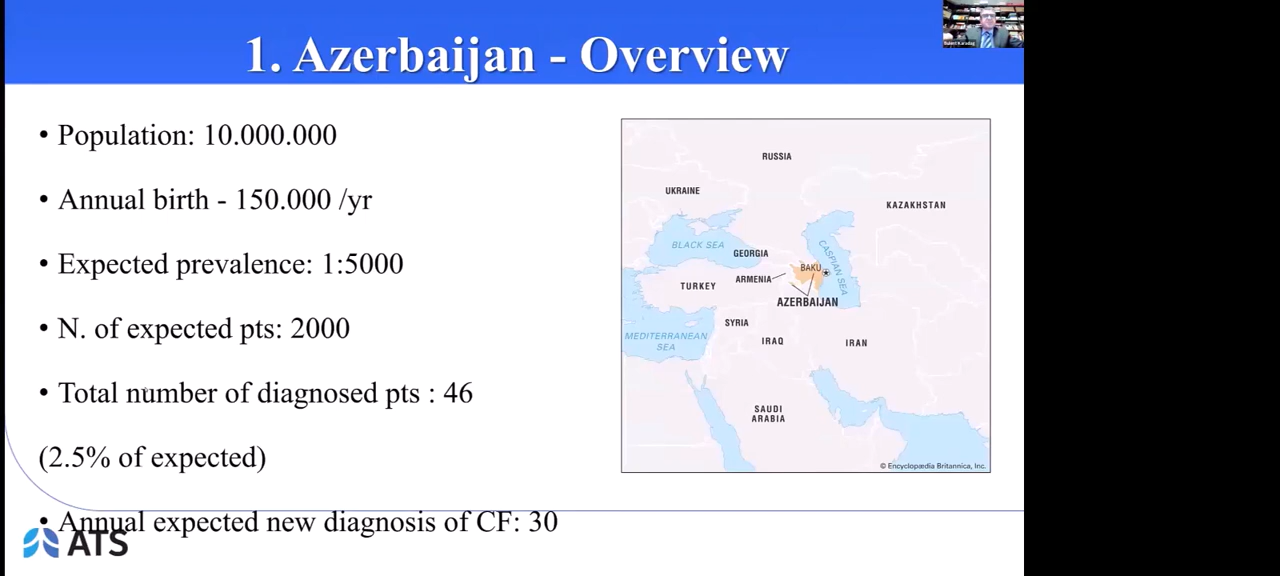 1. Azerbaijan - Overview
• Population: 10.000.000
• Annual birth - 150.000 /yr
• Expected prevalence: 1:5000
• N. of expected pts: 2000
• Total number of diagnosed pts : 46
(2.5% of expected)
• Annual expected new diagnosis of CF: 30
ATS
RUSSIA
UKRAINE
KAZAKHSTAN
BLACK SEA
GEORGIA
CASPIAN SEA
BAKU
ARMENIA
TURKEY
AZERBAIJAN
SYRIA
MEDITERRANEAN
SEA
IRAQ
IRAN
SAUDI
ARABIA
© Encyclopædia Britannica, Inc.
Bulent Karadag